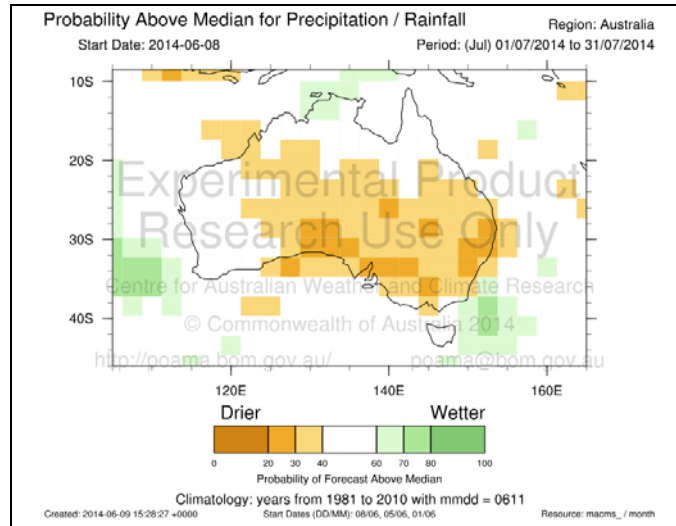 Probability Above Median for Precipitation / Rainfall
Region: Australia
Start Date: 2014-06-08
Period: (Jul) 01/07/2014 to 31/07/2014
10S
20S
30S
40S
Experimental Product
Research Use Only
Centre for Australian Weather and Climate Research
© Commonwealth of Australia 2014
http://poama.bom.gov.au/ poama@bom.gov.au
120E 140E 160E
Drier Wetter
0 20 30 40 60 70 80 100
Probability of Forecast Above Median
Climatology: years from 1981 to 2010 with mmdd = 0611
Created: 2014-06-09 15:28:27 +0000 Start Dates (DD/MM): 08/06, 05/06, 01/06 Resource: macms_ / month